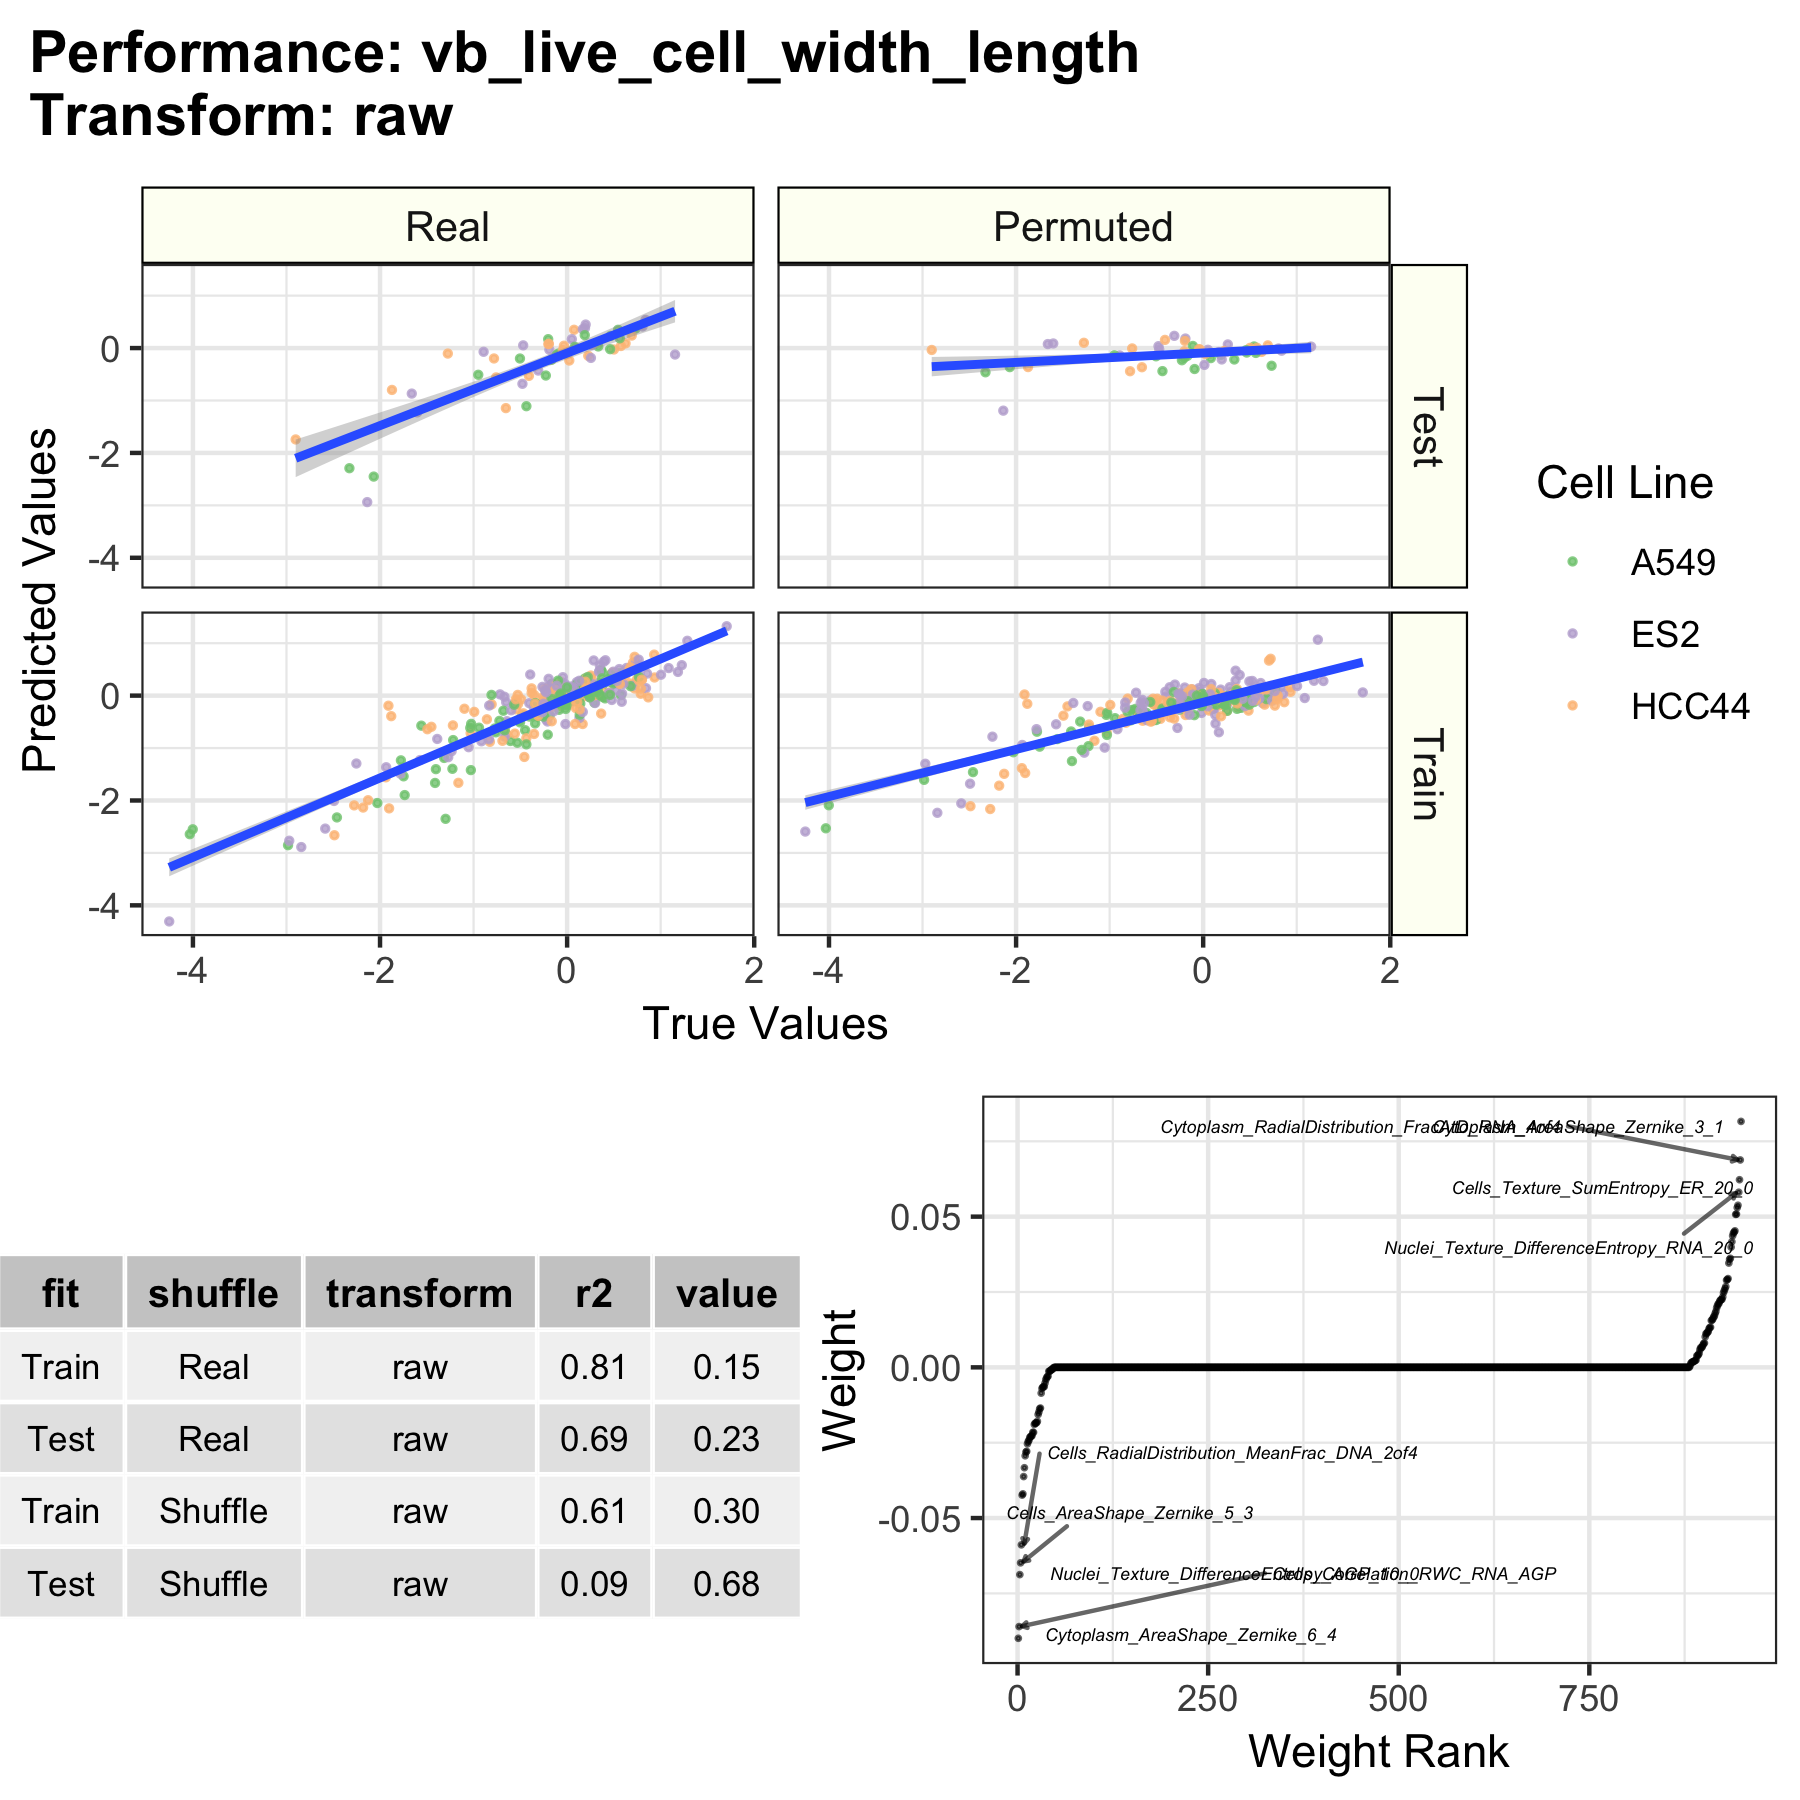 Performance: vb_live_cell_width_length
Transform: raw
Real
Permuted
0
-2
-4
Test
0
-2
-4
Train
-4
-2
0
2
-4
-2
0
2
Predicted Values
True Values
Cell Line
A549
ES2
HCC44
fit shuffle transform r2 value
Train Real raw 0.81 0.15
Test Real raw 0.69 0.23
Train Shuffle raw 0.61 0.30
Test Shuffle raw 0.09 0.68
Weight
0.05
0.00
-0.05
Cytoplasm_RadialDistribution_FracAtD_RNA_4of4
Cytoplasm_AreaShape_Zernike_3_1
Cells_Texture_SumEntropy_ER_20_0
Nuclei_Texture_DifferenceEntropy_RNA_20_0
Cells_RadialDistribution_MeanFrac_DNA_2of4
Cells_AreaShape_Zernike_5_3
Nuclei_Texture_DifferenceEntropy_AGP_10_0
Cells_Correlation_RWC_RNA_AGP
Cytoplasm_AreaShape_Zernike_6_4
0
250
500
750
Weight Rank